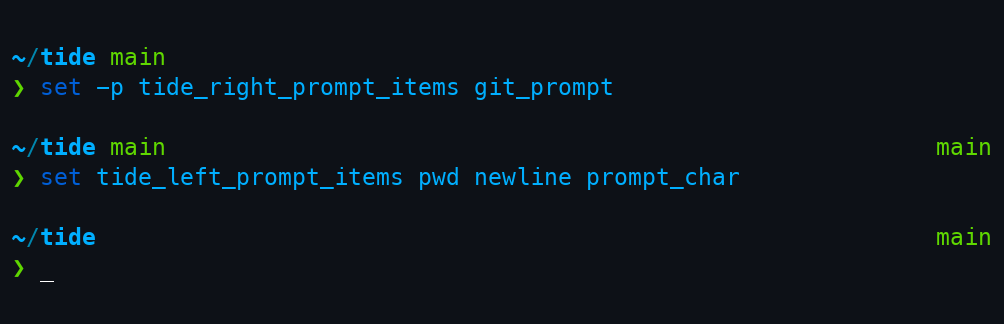 ~/tide main
❯ set -p tide_right_prompt_items git_prompt
~/tide main main
❯ set tide_left_prompt_items pwd newline prompt_char
~/tide main
❯ _